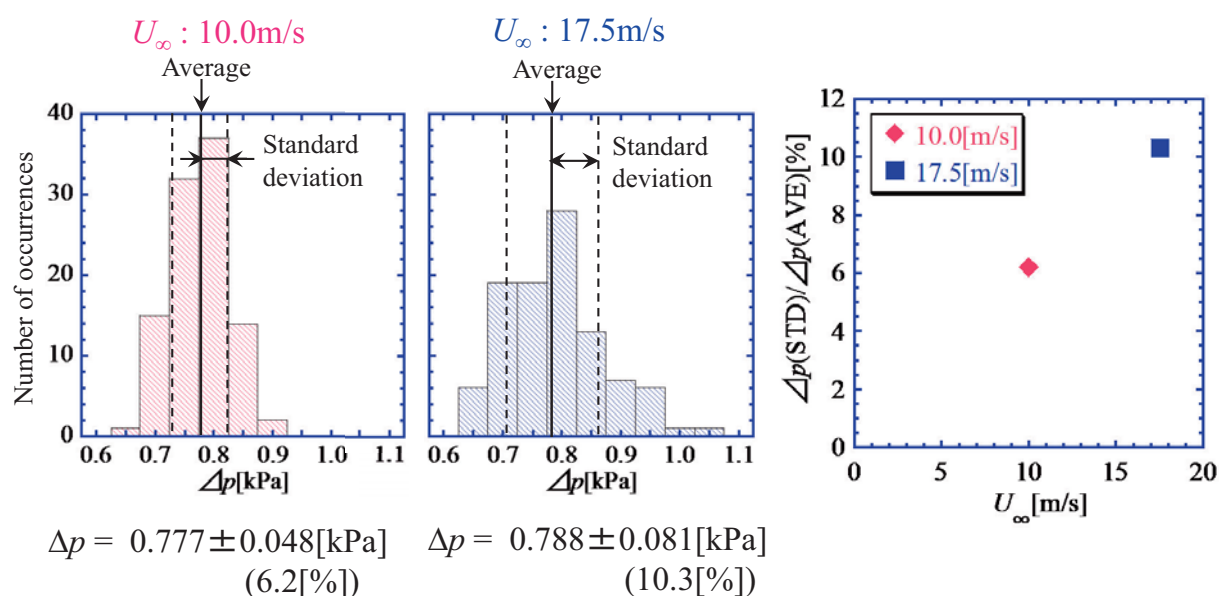 U∞ : 10.0m/s
Average
Number of occurrences
40
30
20
10
0
Standard
deviation
0.6 0.7 0.8 0.9 1.0 1.1
Δp[kPa]
Δp = 0.777±0.048[kPa]
(6.2[%])
U∞ : 17.5m/s
Average
Standard
deviation
0.6 0.7 0.8 0.9 1.0 1.1
Δp[kPa]
Δp = 0.788±0.081[kPa]
(10.3[%])
Δp(STD)/Δp(AVE)[%]
12
10
8
6
4
2
0
10.0[m/s]
17.5[m/s]
0 5 10 15 20
U∞[m/s]